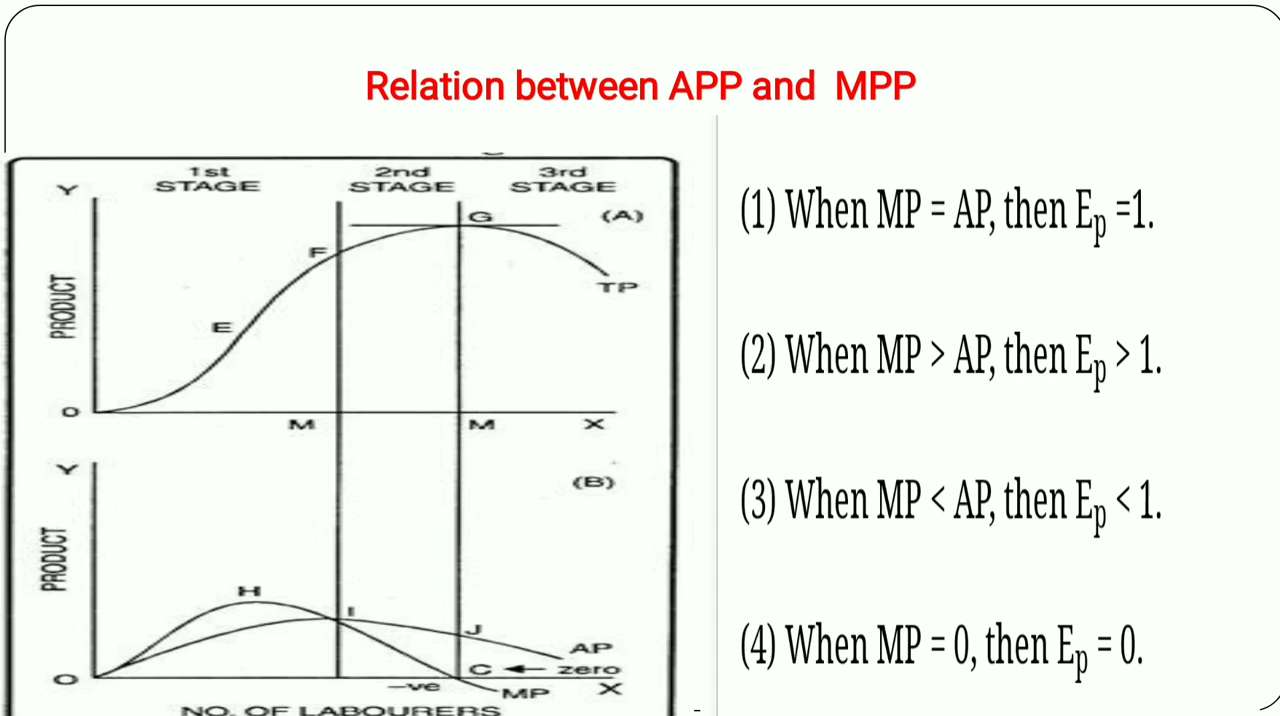 Relation between APP and MPP
1st STAGE
2nd STAGE
3rd STAGE
Y
G
(A)
F
PRODUCT
TP
E
O
M
M
X
Y
(B)
PRODUCT
H
I
J
AP
C ← zero
O
–ve
MP
X
NO. OF LABOURERS
(1) When MP = AP, then Ep =1.
(2) When MP > AP, then Ep > 1.
(3) When MP < AP, then Ep < 1.
(4) When MP = 0, then Ep = 0.